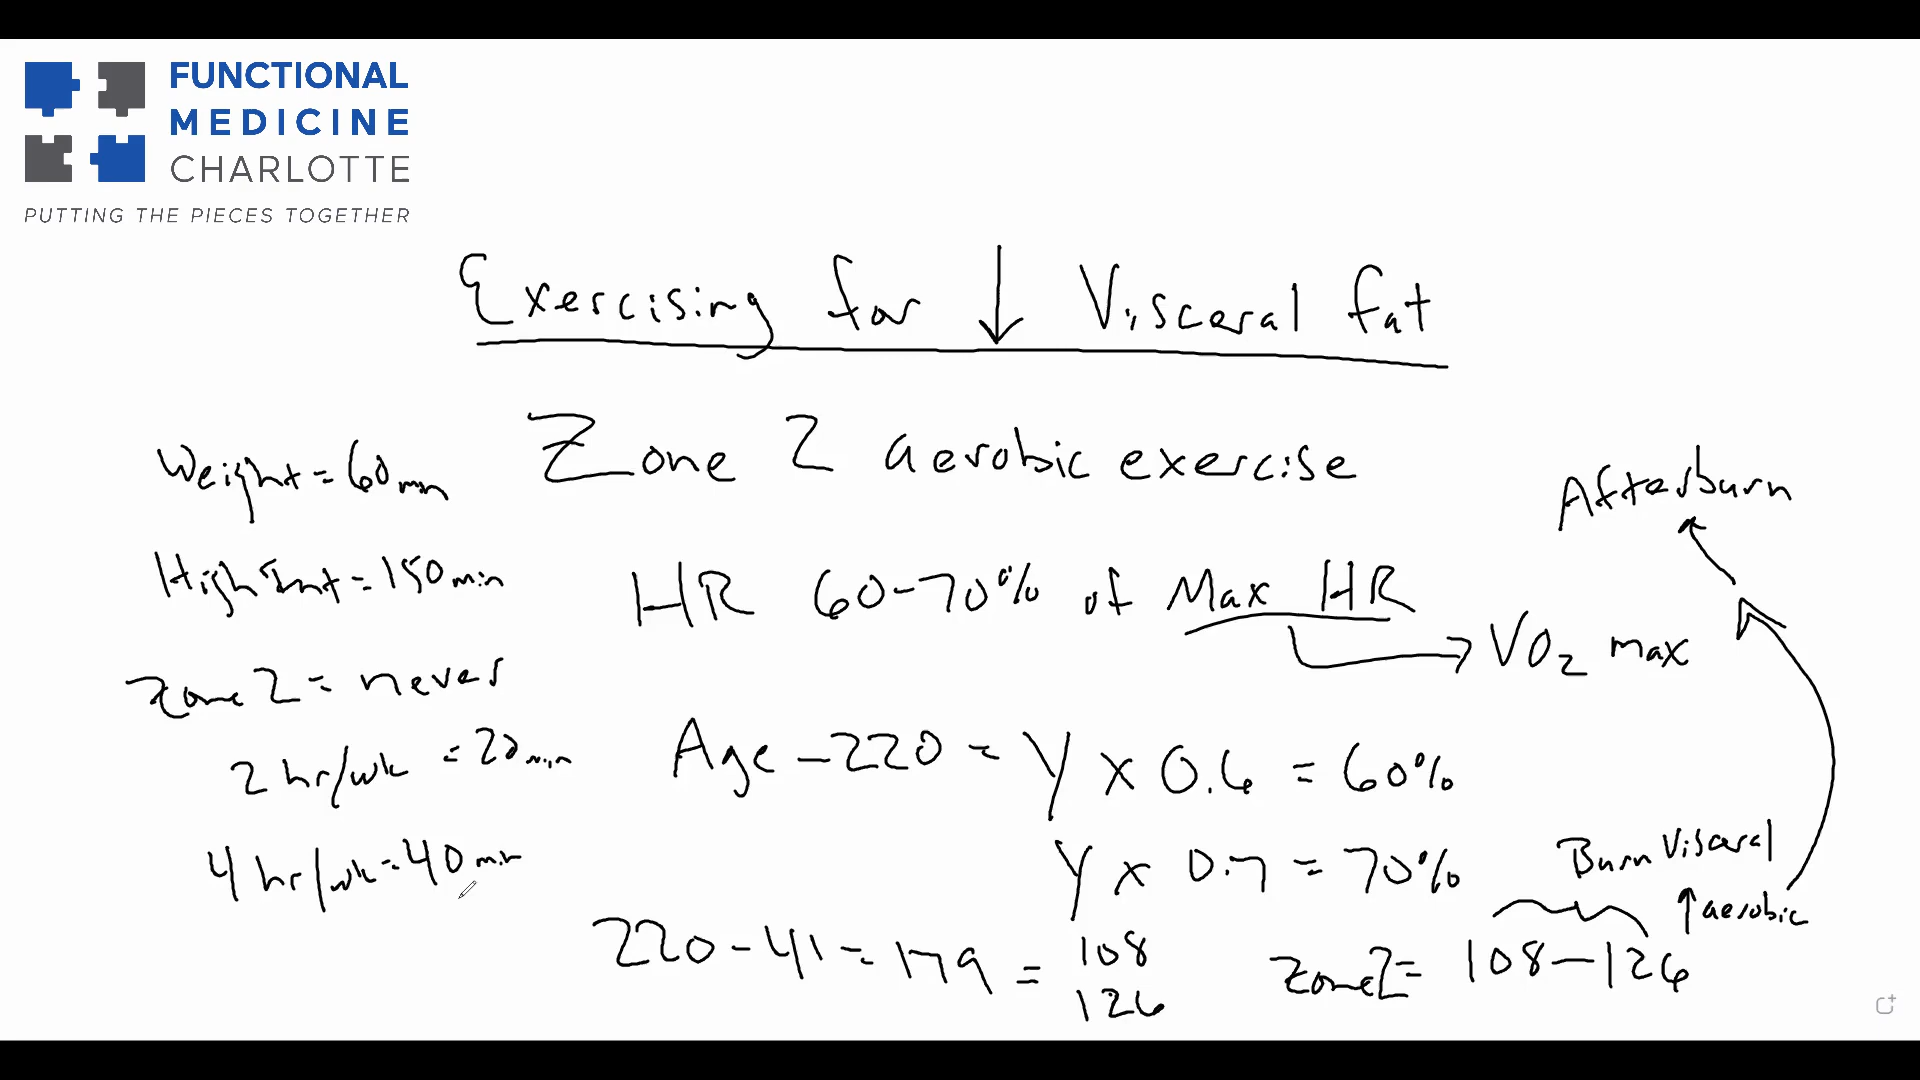 FUNCTIONAL
MEDICINE
CHARLOTTE
PUTTING THE PIECES TOGETHER
Exercising for ↓ Visceral fat
Zone 2 aerobic exercise
HR 60-70% of Max HR
→ VO2 max
Age - 220 = Y x 0.6 = 60%
Y x 0.7 = 70%
220 - 41 = 179 = 108
126
Zone 2 = 108-126
Burn Visceral
↑ aerobic
Afterburn
Weight = 60 min
High Int = 150 min
Zone 2 = never
2 hr/wk = 20 min
4 hr/wk = 40 min